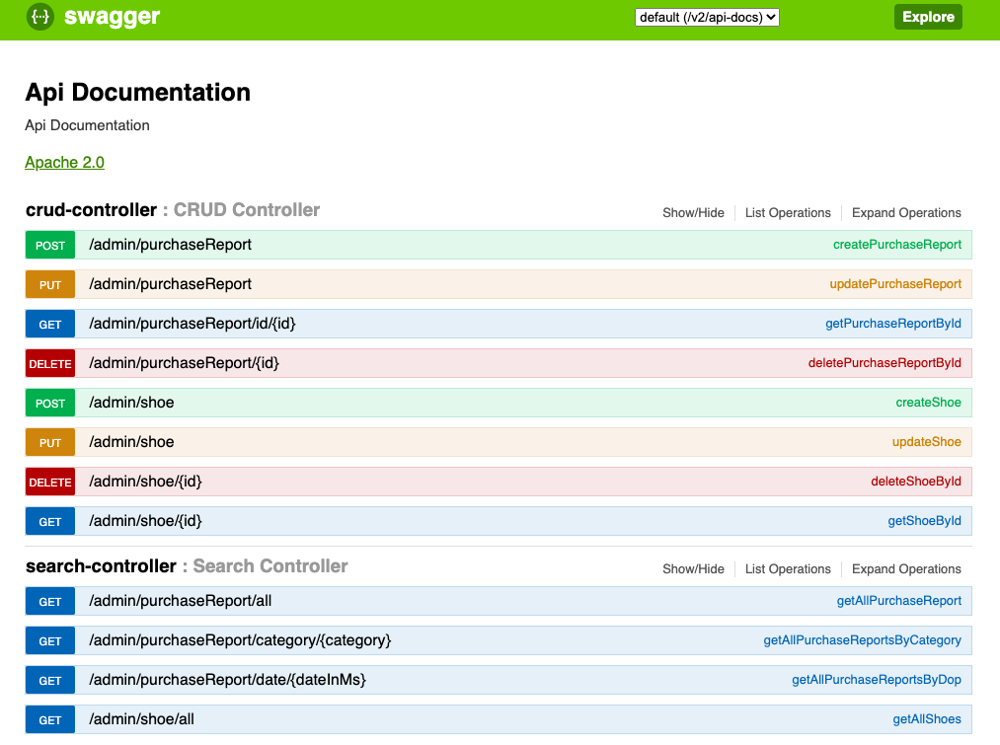 {··} swagger default (/v2/api-docs) Explore
Api Documentation
Api Documentation
Apache 2.0
crud-controller : CRUD Controller Show/Hide List Operations Expand Operations
POST /admin/purchaseReport createPurchaseReport
PUT /admin/purchaseReport updatePurchaseReport
GET /admin/purchaseReport/id/{id} getPurchaseReportById
DELETE /admin/purchaseReport/{id} deletePurchaseReportById
POST /admin/shoe createShoe
PUT /admin/shoe updateShoe
DELETE /admin/shoe/{id} deleteShoeById
GET /admin/shoe/{id} getShoeById
search-controller : Search Controller Show/Hide List Operations Expand Operations
GET /admin/purchaseReport/all getAllPurchaseReport
GET /admin/purchaseReport/category/{category} getAllPurchaseReportsByCategory
GET /admin/purchaseReport/date/{dateInMs} getAllPurchaseReportsByDop
GET /admin/shoe/all getAllShoes